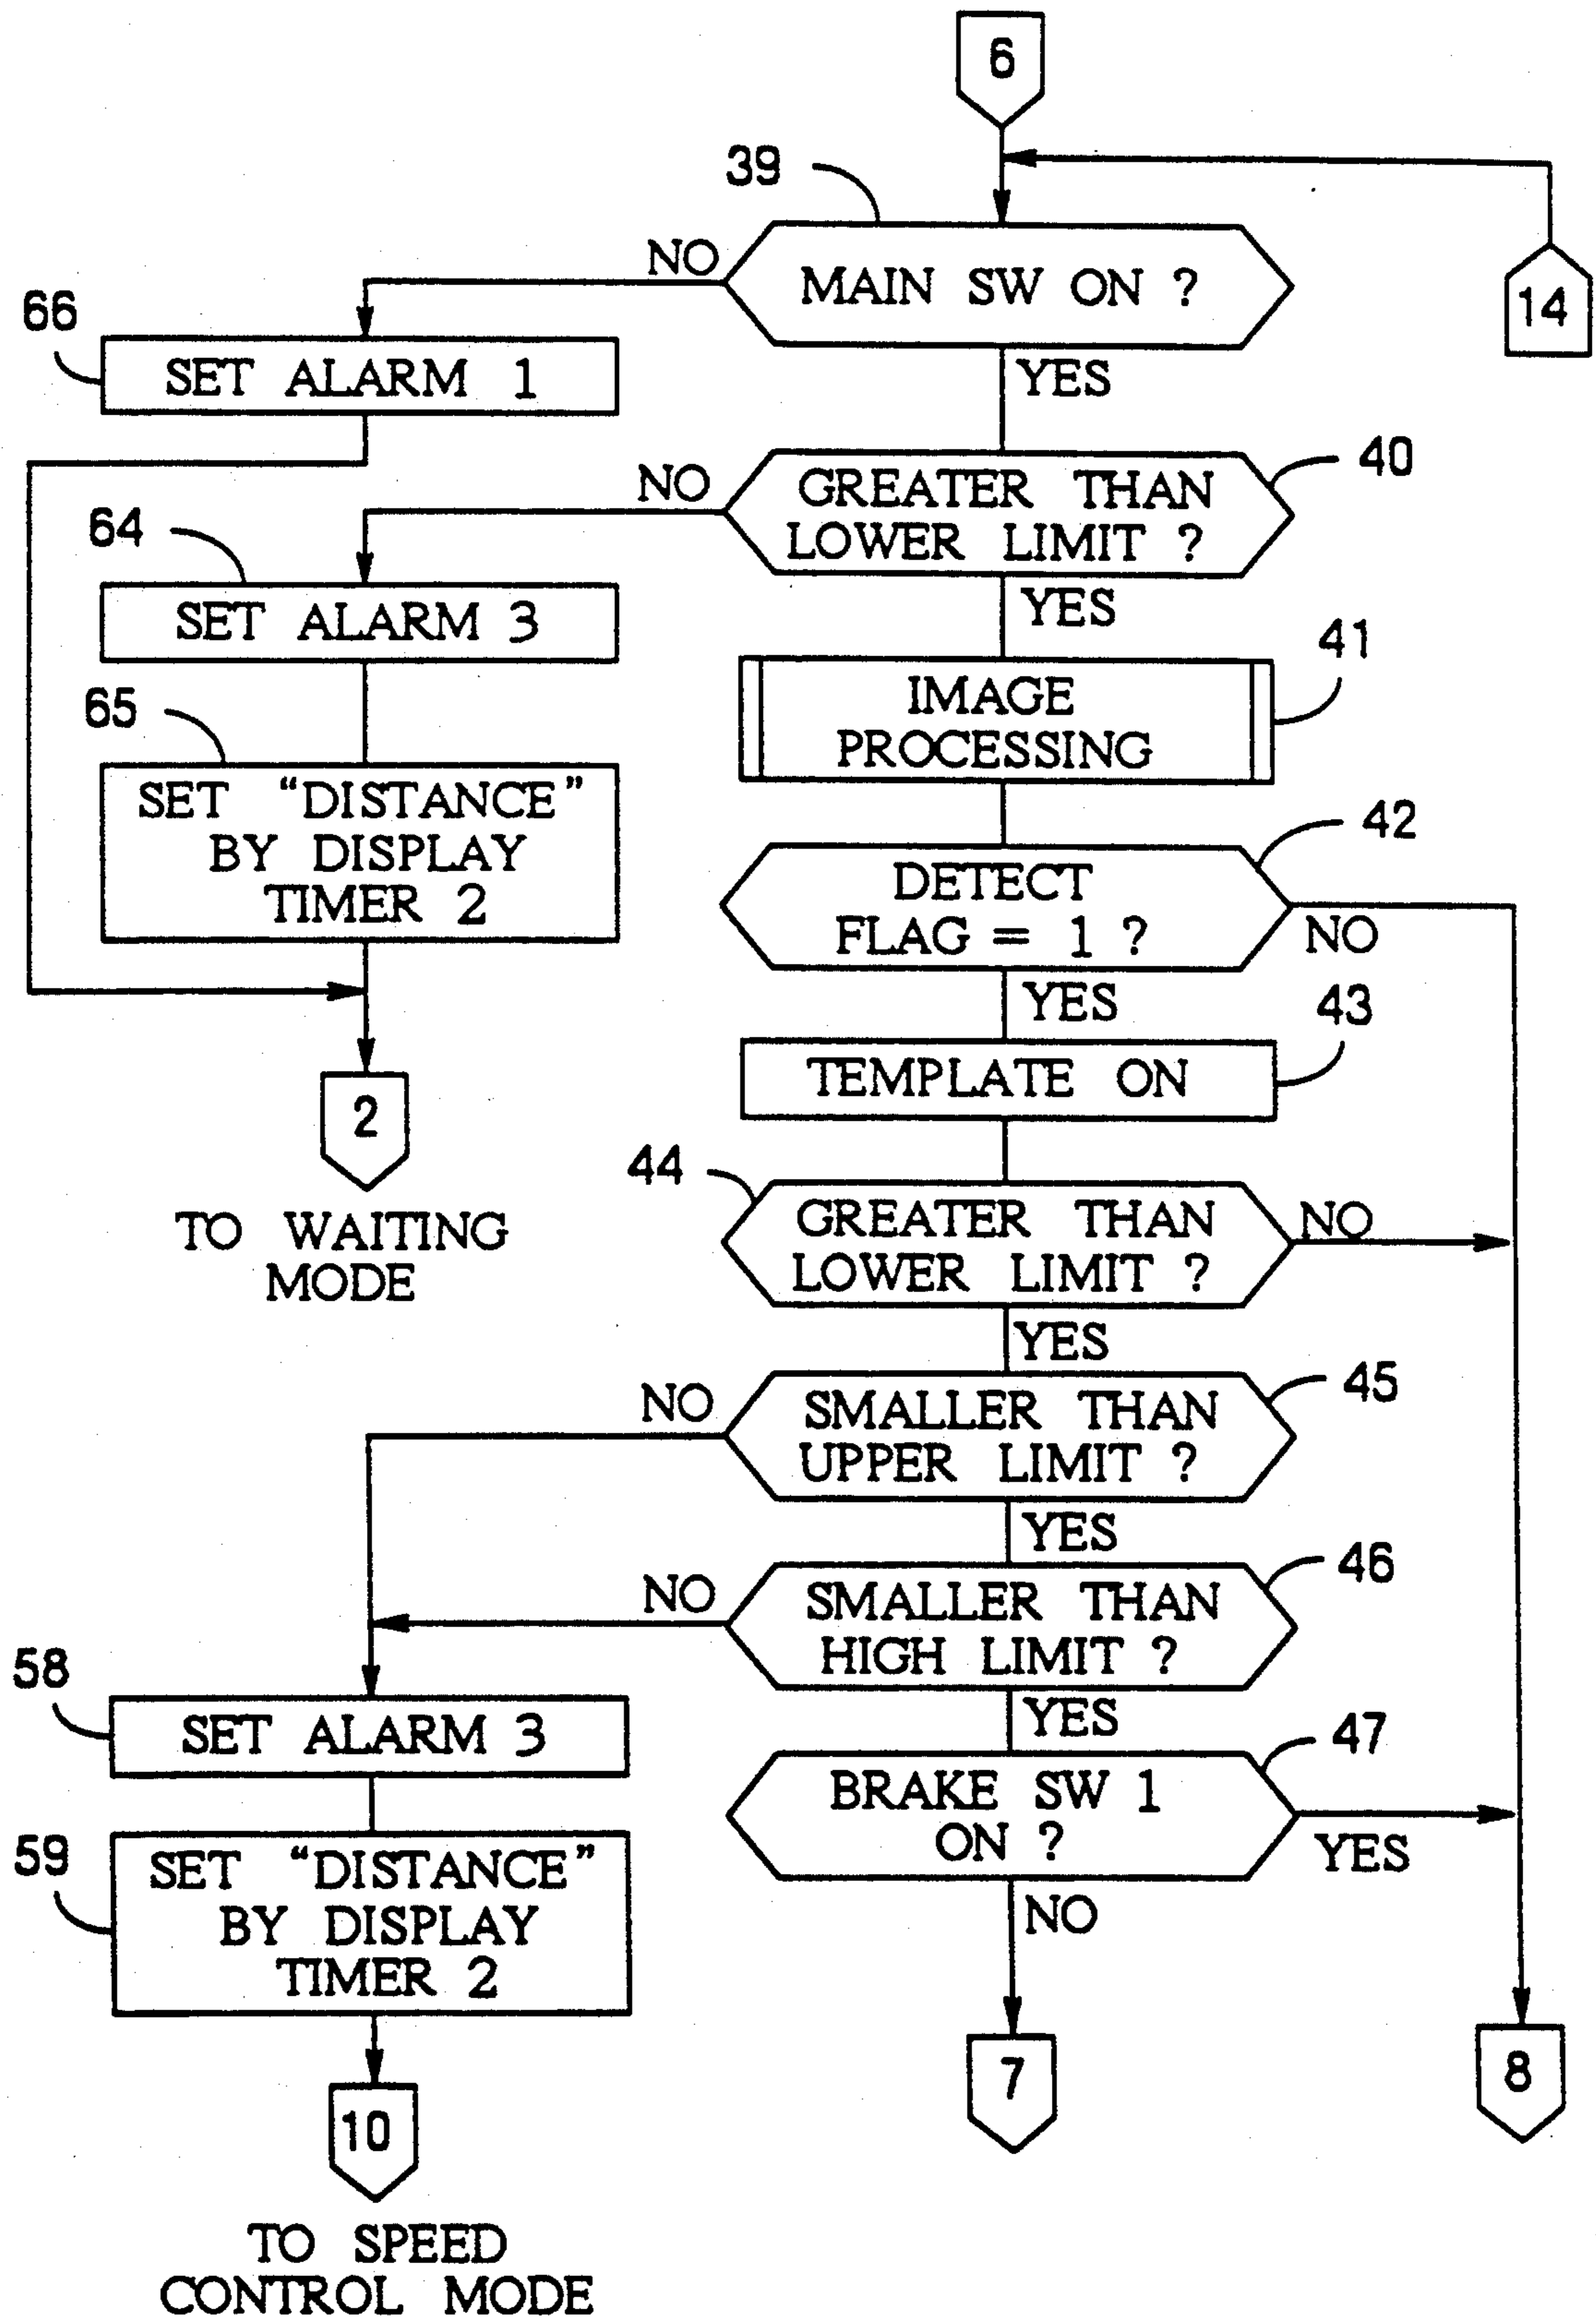 6
39
NO
MAIN SW ON ?
14
66
SET ALARM 1
YES
40
NO
GREATER THAN
LOWER LIMIT ?
64
SET ALARM 3
YES
41
IMAGE
PROCESSING
65
SET "DISTANCE"
BY DISPLAY
TIMER 2
42
DETECT
FLAG = 1 ?
NO
YES
43
TEMPLATE ON
2
TO WAITING
MODE
44
GREATER THAN
LOWER LIMIT ?
NO
YES
45
NO
SMALLER THAN
UPPER LIMIT ?
YES
46
NO
SMALLER THAN
HIGH LIMIT ?
58
SET ALARM 3
YES
47
BRAKE SW 1
ON ?
YES
59
SET "DISTANCE"
BY DISPLAY
TIMER 2
NO
7
8
10
TO SPEED
CONTROL MODE